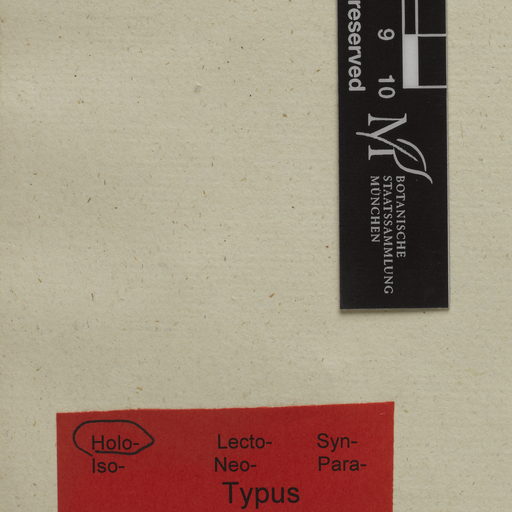 reserved
9 10
M
BOTANISCHE
STAATSSAMMLUNG
MÜNCHEN
Holo- Lecto- Syn-
Iso- Neo- Para-
Typus